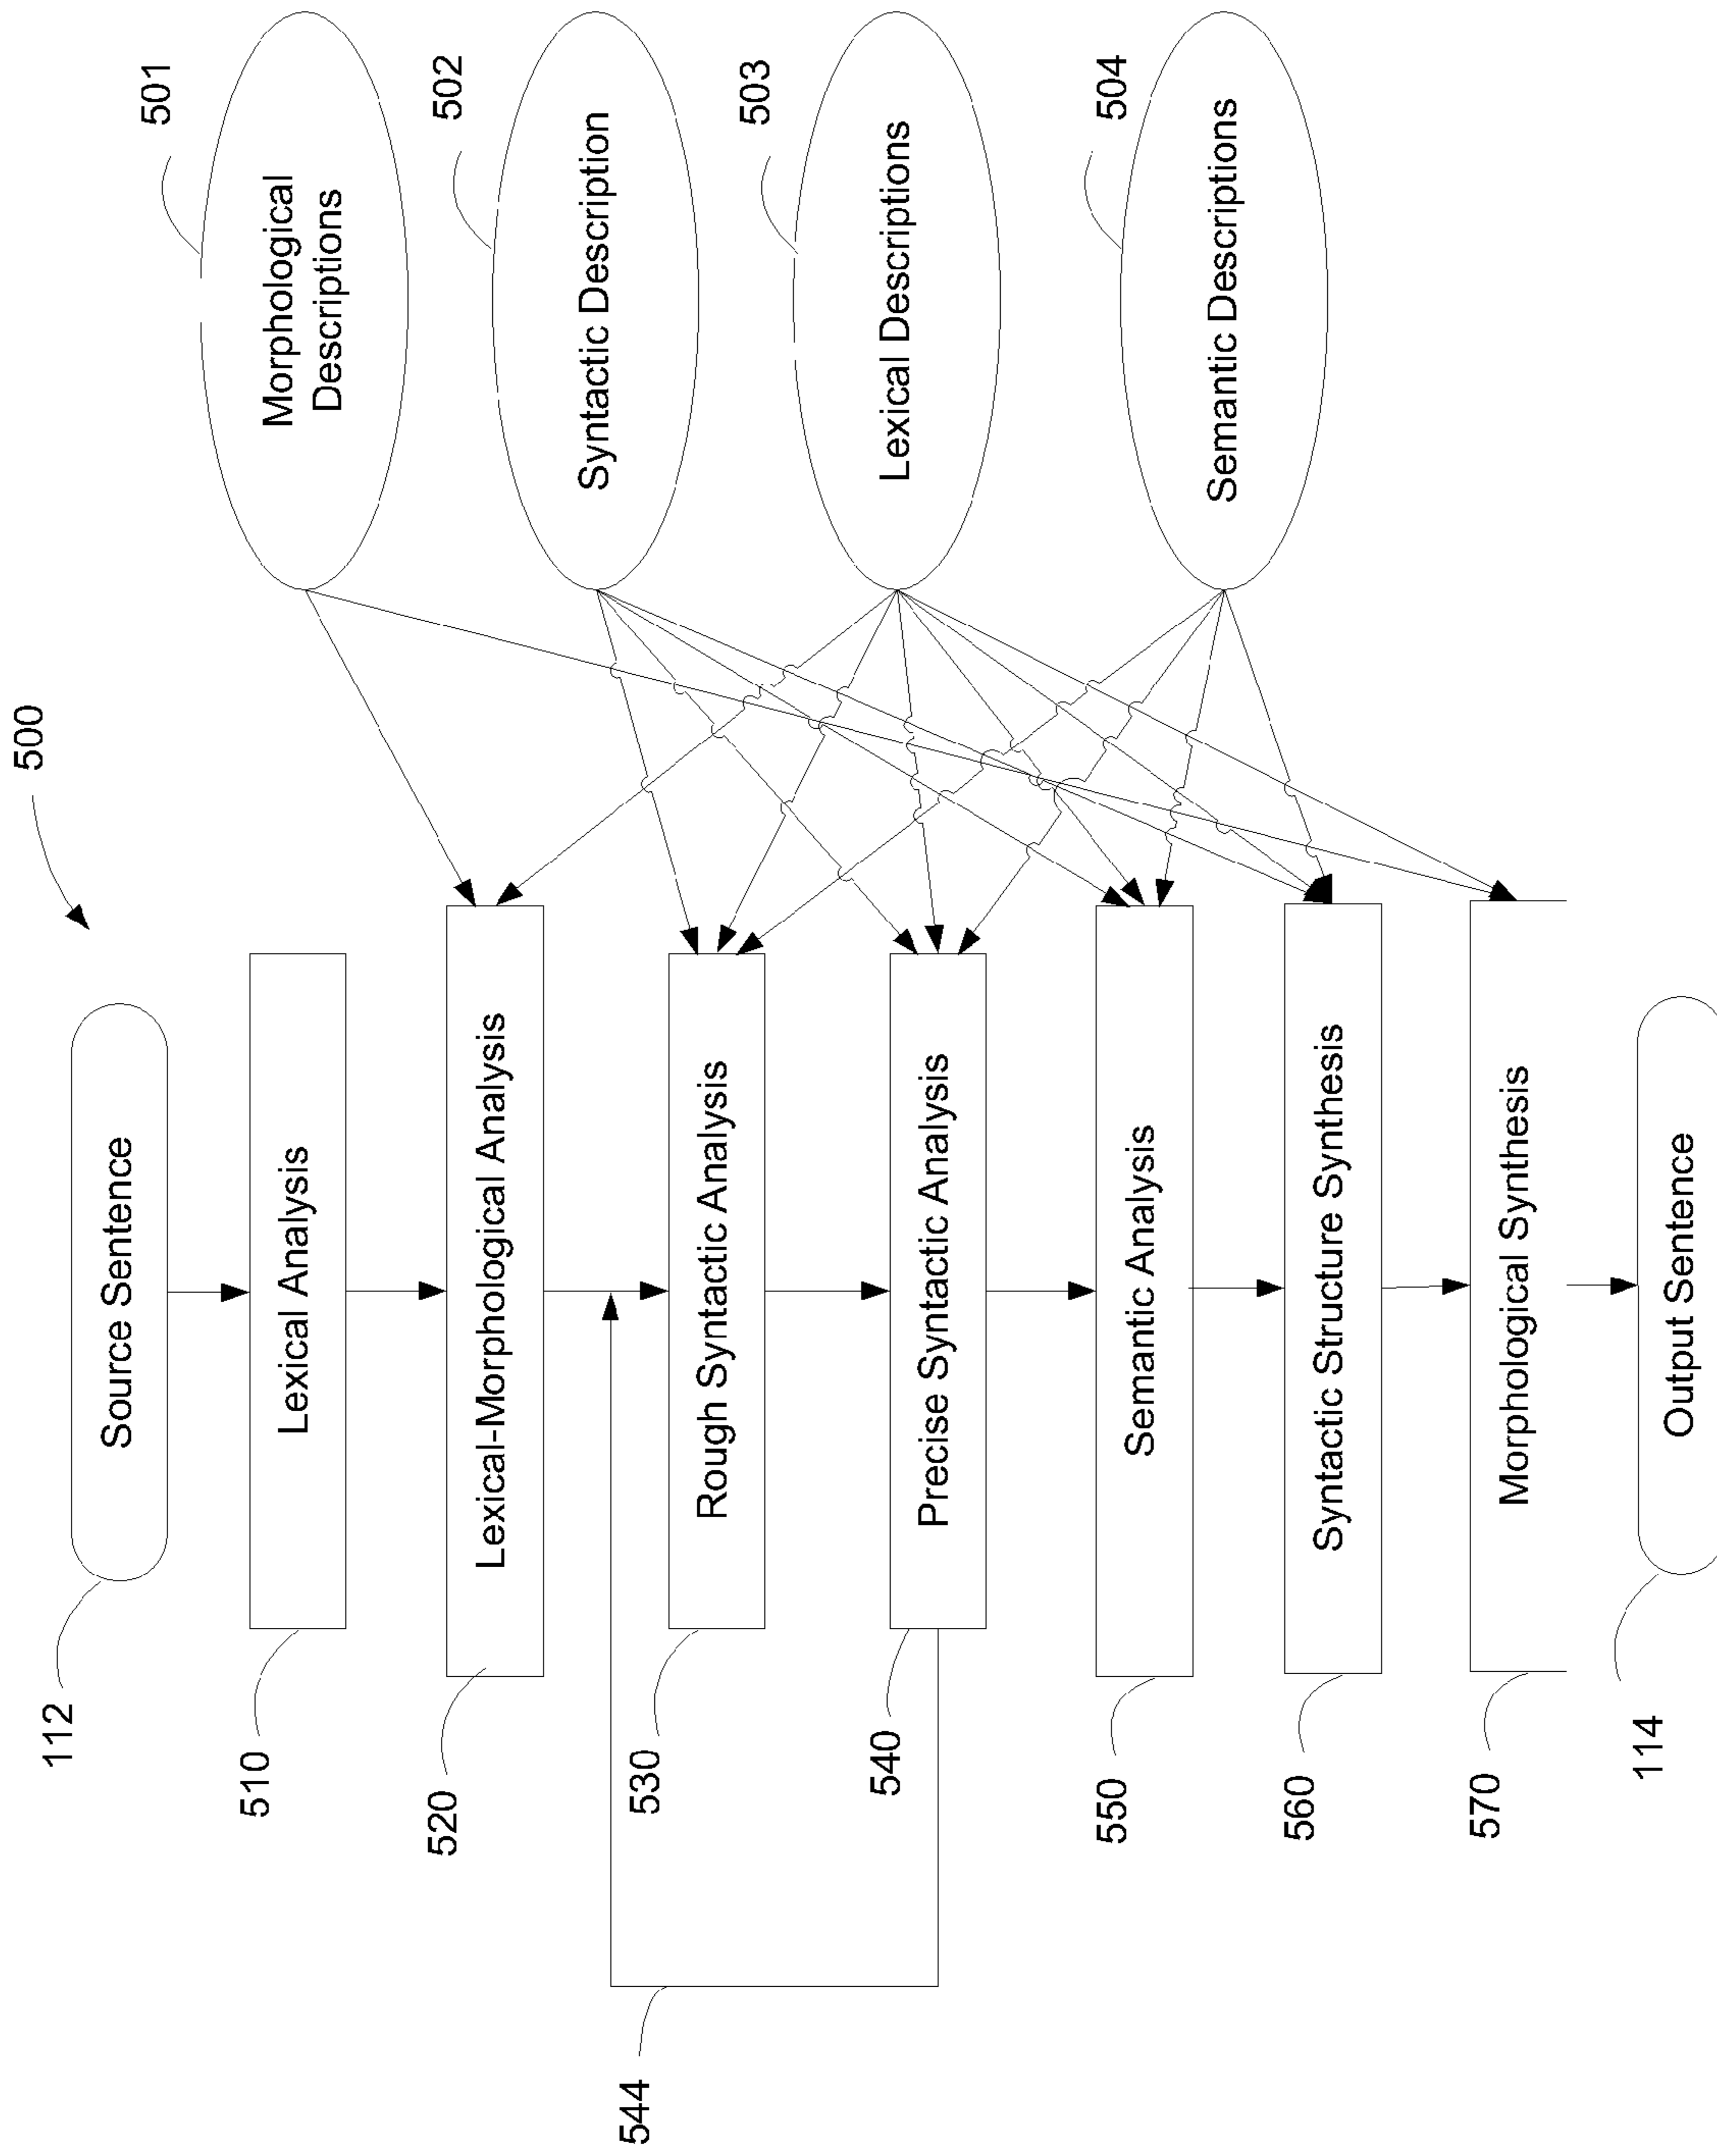 500
112
Source Sentence
510
Lexical Analysis
520
Lexical-Morphological Analysis
530
Rough Syntactic Analysis
540
Precise Syntactic Analysis
544
550
Semantic Analysis
560
Syntactic Structure Synthesis
570
Morphological Synthesis
114
Output Sentence
501
Morphological
Descriptions
502
Syntactic Description
503
Lexical Descriptions
504
Semantic Descriptions